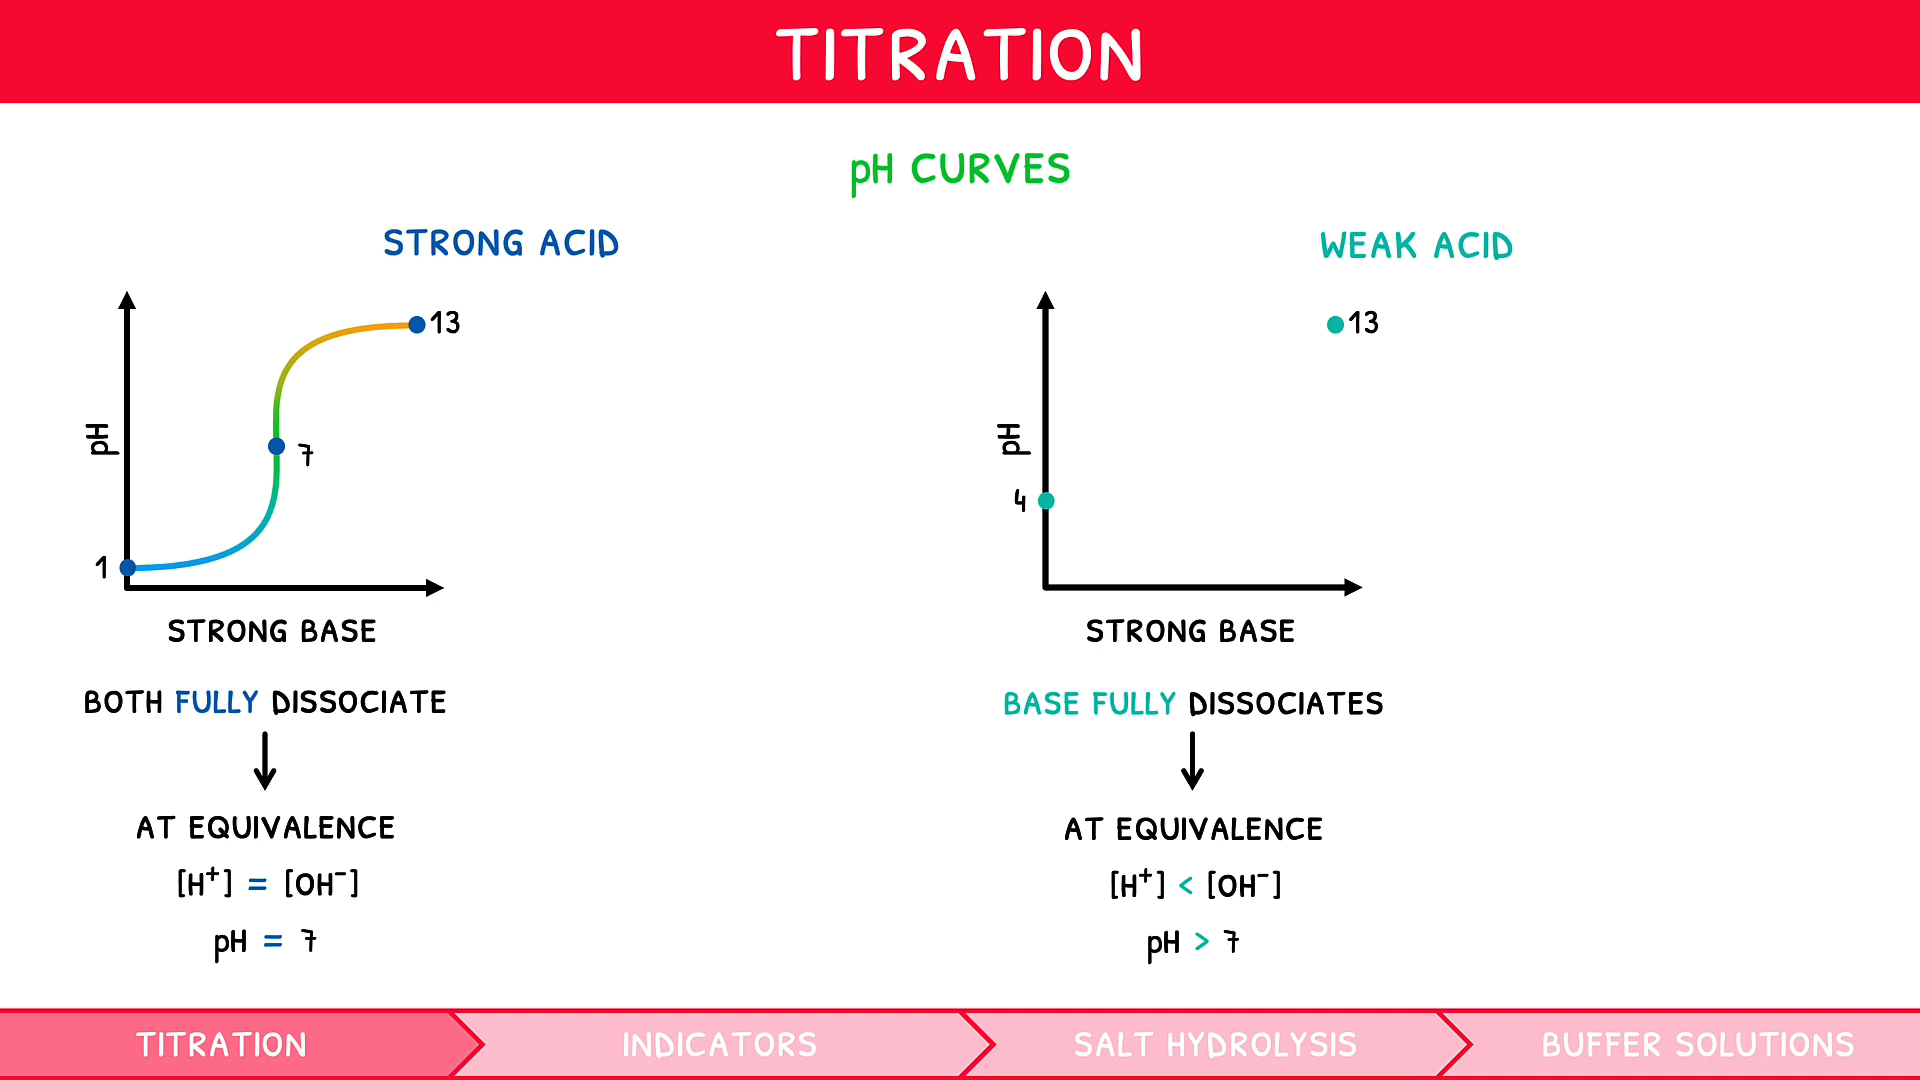 TITRATION
pH CURVES
STRONG ACID
13
pH
7
1
STRONG BASE
BOTH FULLY DISSOCIATE
AT EQUIVALENCE
[H⁺] = [OH⁻]
pH = 7
WEAK ACID
13
pH
4
STRONG BASE
BASE FULLY DISSOCIATES
AT EQUIVALENCE
[H⁺] < [OH⁻]
pH > 7
TITRATION
INDICATORS
SALT HYDROLYSIS
BUFFER SOLUTIONS